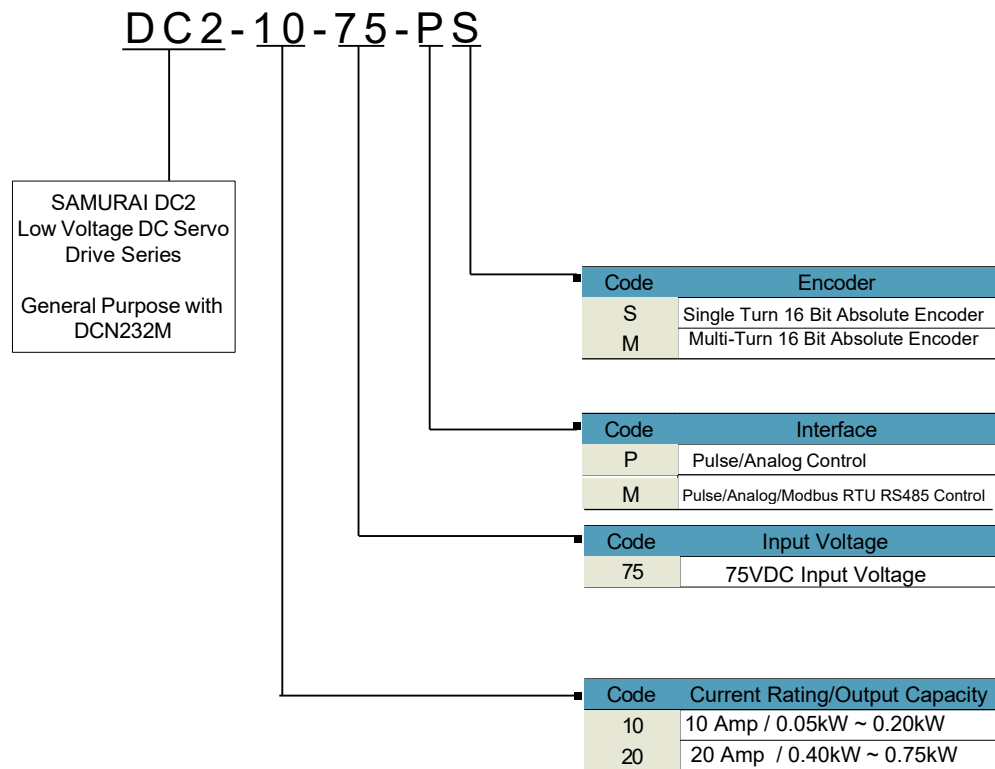 DC2-10-75-PS
SAMURAI DC2
Low Voltage DC Servo
Drive Series
General Purpose with
DCN232M
Code Encoder
S Single Turn 16 Bit Absolute Encoder
M Multi-Turn 16 Bit Absolute Encoder
Code Interface
P Pulse/Analog Control
M Pulse/Analog/Modbus RTU RS485 Control
Code Input Voltage
75 75VDC Input Voltage
Code Current Rating/Output Capacity
10 10 Amp / 0.05kW ~ 0.20kW
20 20 Amp / 0.40kW ~ 0.75kW